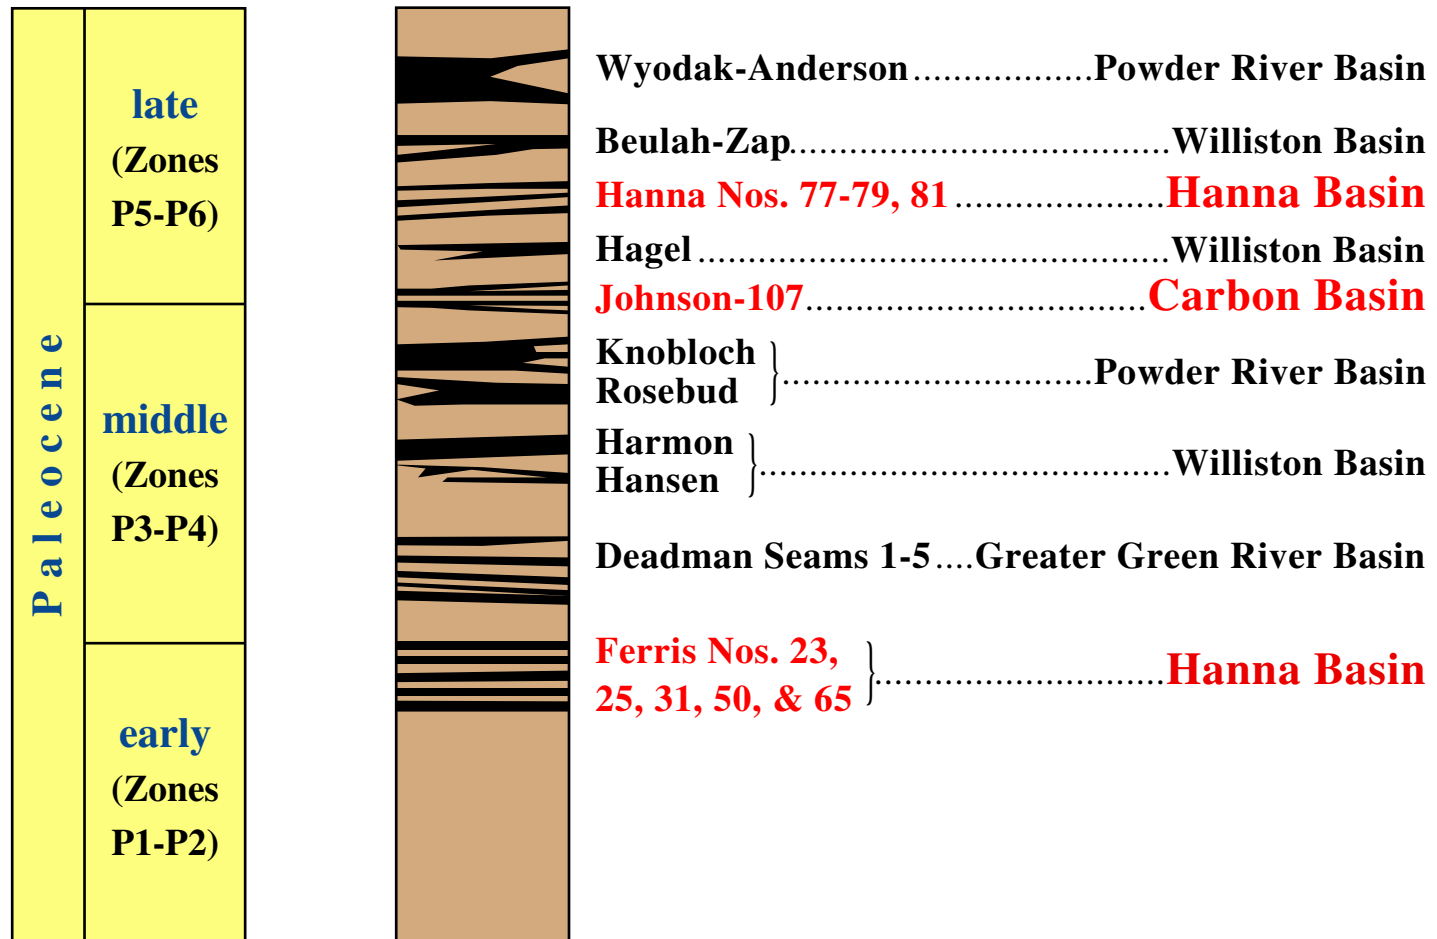 Paleocene
late
(Zones
P5-P6)
middle
(Zones
P3-P4)
early
(Zones
P1-P2)
Wyodak-Anderson..................Powder River Basin
Beulah-Zap......................................Williston Basin
Hanna Nos. 77-79, 81.....................Hanna Basin
Hagel...............................................Williston Basin
Johnson-107..................................Carbon Basin
Knobloch
Rosebud
...............................Powder River Basin
Harmon
Hansen
.........................................Williston Basin
Deadman Seams 1-5....Greater Green River Basin
Ferris Nos. 23,
25, 31, 50, & 65
.............................Hanna Basin